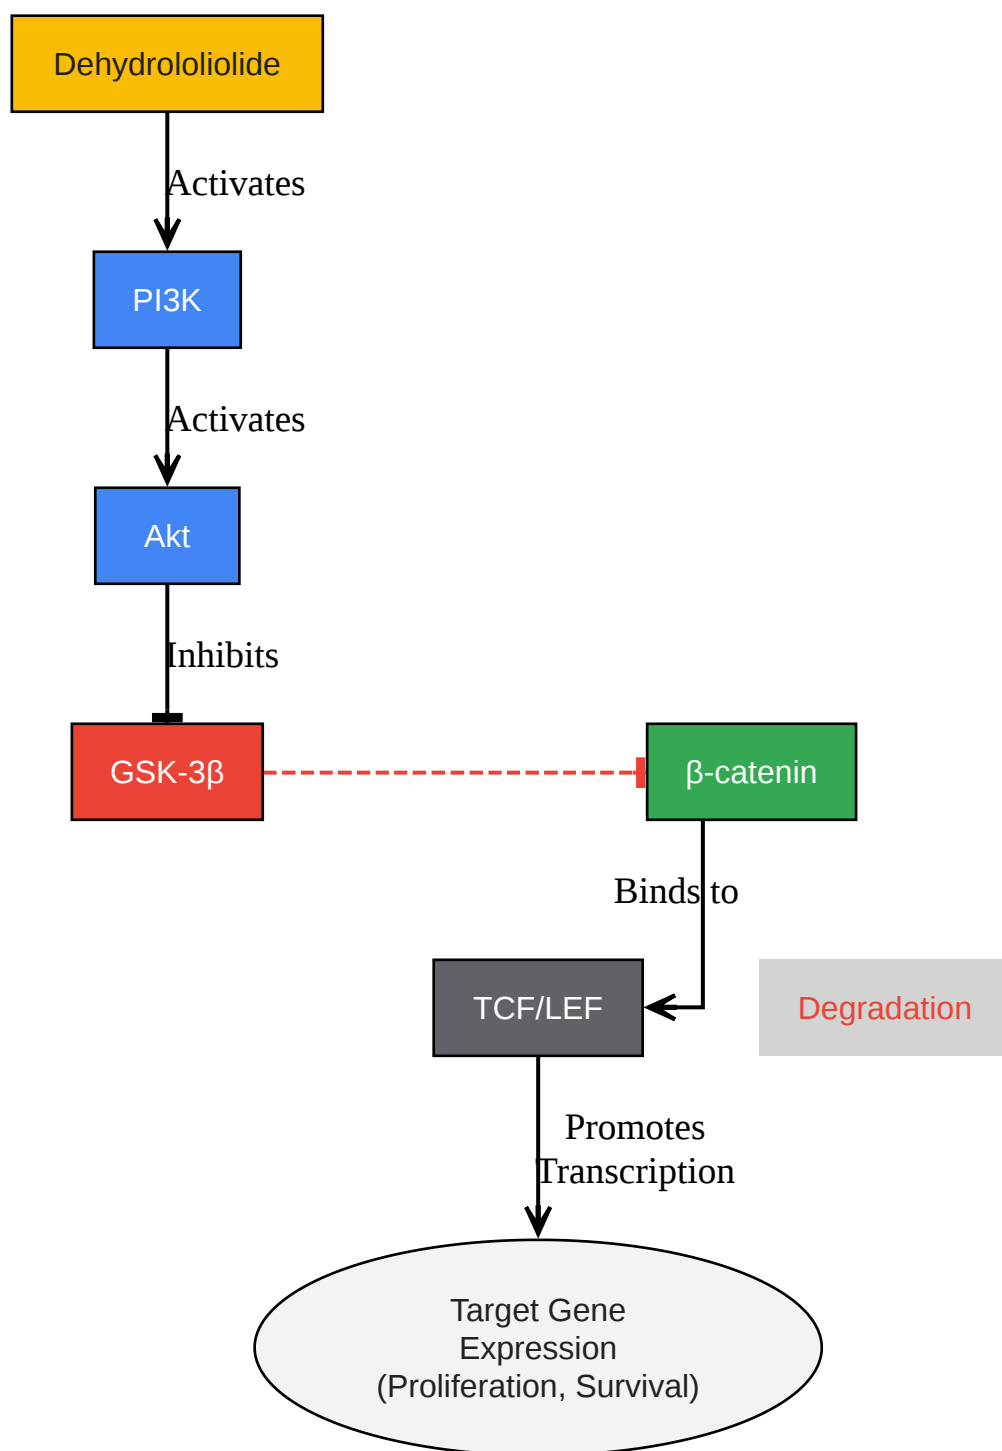 Dehydrololiolide
Activates
PI3K
Activates
Akt
Inhibits
GSK-3β
β-catenin
Binds to
TCF/LEF
Degradation
Promotes
Transcription
Target Gene
Expression
(Proliferation, Survival)